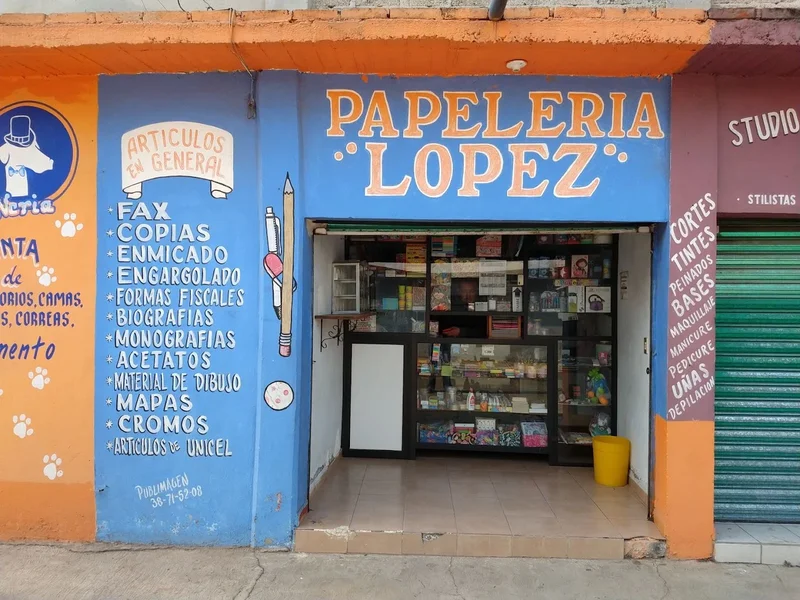 PAPELERIA
LOPEZ
ARTICULOS
EN GENERAL
*FAX
*COPIAS
*ENMICADO
*ENGARGOLADO
*FORMAS FISCALES
*BIOGRAFIAS
*MONOGRAFIAS
*ACETATOS
*MATERIAL DE DIBUJO
*MAPAS
*CROMOS
*ARTICULOS DE UNICEL
PUBLIMAGEN
38-71-52-08
neria
NTA
de
ORIOS, CAMAS,
S, CORREAS.
mento
STUDIO
· STILISTAS
CORTES
TINTES
PEINADOS
BASES
MAQUILLAJE
MANICURE
PEDICURE
UÑAS
DEPILACION